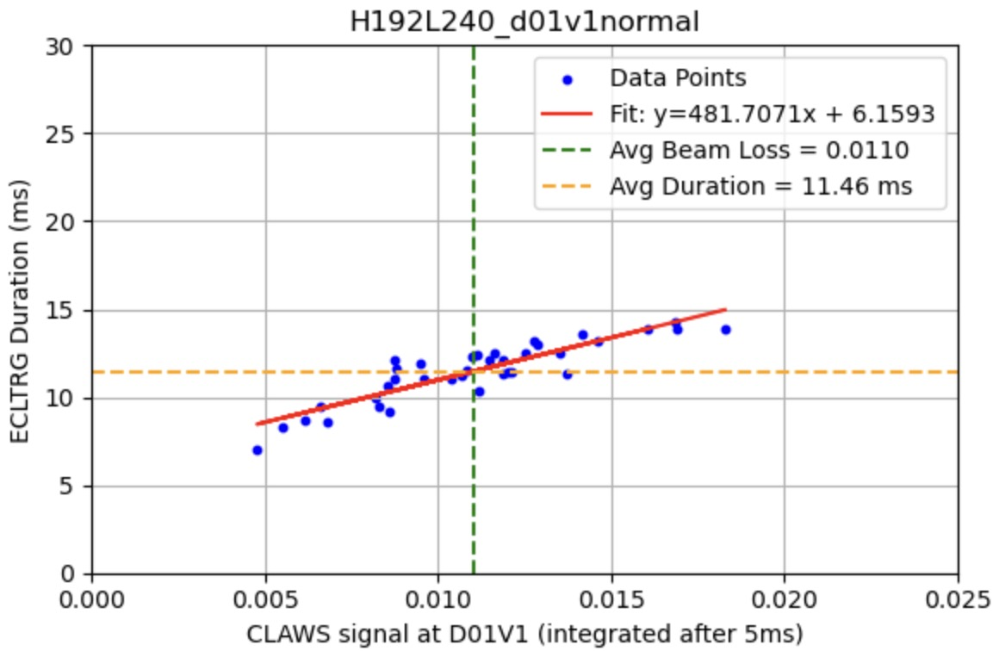 H192L240_d01v1normal
30
25
20
15
10
5
0
ECLTRG Duration (ms)
Data Points
Fit: y=481.7071x + 6.1593
Avg Beam Loss = 0.0110
Avg Duration = 11.46 ms
0.000 0.005 0.010 0.015 0.020 0.025
CLAWS signal at D01V1 (integrated after 5ms)